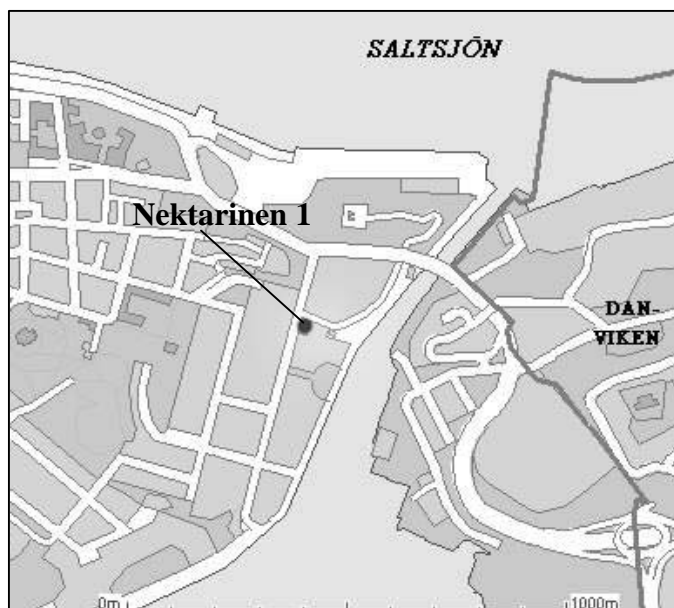 SALTSJÖN
Nektarinen 1
DAN-
VIKEN
0m
1000m